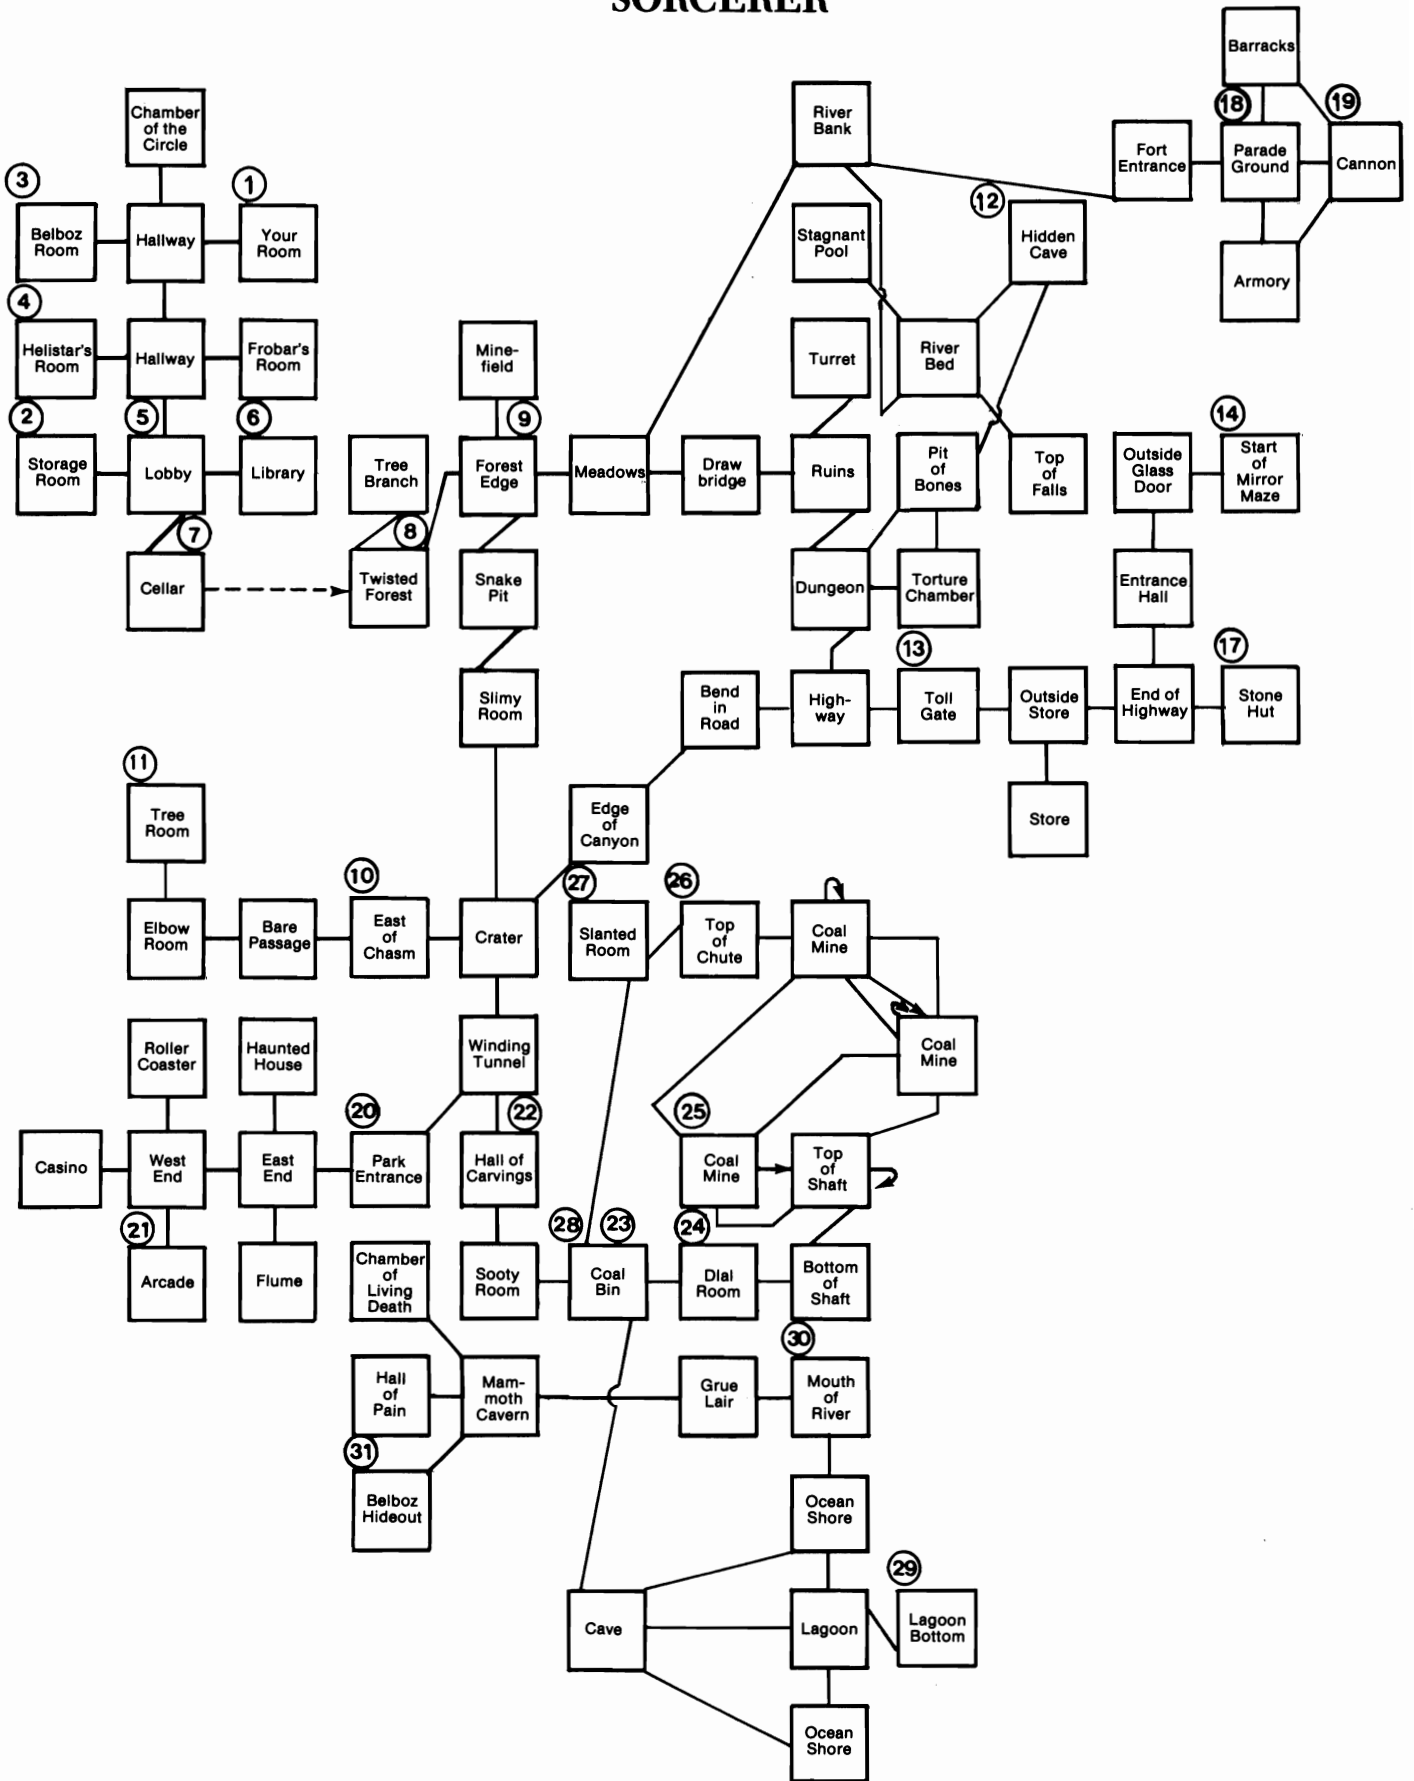 SORCERER
Barracks
18
19
Chamber
of the
Circle
River
Bank
Fort
Entrance
Parade
Ground
Cannon
3
1
12
Belboz
Room
Hallway
Your
Room
Stagnant
Pool
Hidden
Cave
Armory
4
Helistar's
Room
Hallway
Frobar's
Room
Mine-
field
Turret
River
Bed
2
5
6
9
14
Storage
Room
Lobby
Library
Tree
Branch
Forest
Edge
Meadows
Draw
bridge
Ruins
Pit
of
Bones
Top
of
Falls
Outside
Glass
Door
Start
of
Mirror
Maze
7
8
Cellar
Twisted
Forest
Snake
Pit
Dungeon
Torture
Chamber
Entrance
Hall
13
17
Slimy
Room
Bend
in
Road
High-
way
Toll
Gate
Outside
Store
End of
Highway
Stone
Hut
11
Tree
Room
Edge
of
Canyon
Store
10
27
26
Elbow
Room
Bare
Passage
East
of
Chasm
Crater
Slanted
Room
Top
of
Chute
Coal
Mine
Roller
Coaster
Haunted
House
Winding
Tunnel
Coal
Mine
20
22
25
Casino
West
End
East
End
Park
Entrance
Hall of
Carvings
Coal
Mine
Top
of
Shaft
21
28
23
24
Arcade
Flume
Chamber
of
Living
Death
Sooty
Room
Coal
Bin
Dial
Room
Bottom
of
Shaft
30
Hall
of
Pain
Mam-
moth
Cavern
Grue
Lair
Mouth
of
River
31
Belboz
Hideout
Ocean
Shore
29
Cave
Lagoon
Lagoon
Bottom
Ocean
Shore